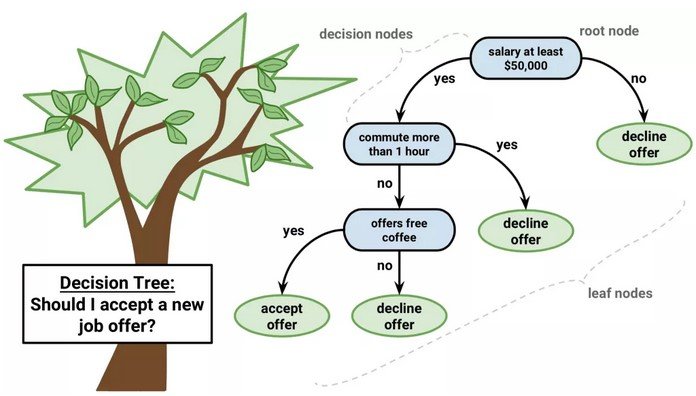 decision nodes
root node
salary at least
$50,000
yes
no
decline
offer
commute more
than 1 hour
yes
no
decline
offer
offers free
coffee
yes
no
accept
offer
decline
offer
leaf nodes
Decision Tree:
Should I accept a new
job offer?